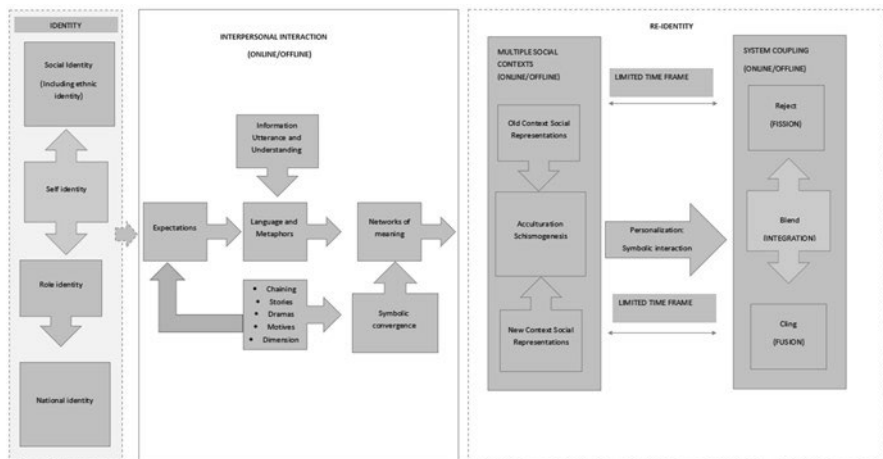 IDENTITY
Social Identity
(Including ethnic
identity)
Self identity
Role identity
National identity
INTERPERSONAL INTERACTION
(ONLINE/OFFLINE)
Information
Utterance and
Understanding
Expectations
Language and
Metaphors
Networks of
meaning
• Chaining
• Stories
• Dramas
• Motives
• Dimension
Symbolic
convergence
RE-IDENTITY
MULTIPLE SOCIAL
CONTEXTS
(ONLINE/OFFLINE)
Old Context Social
Representations
Acculturation
Schismogenesis
New Context Social
Representations
LIMITED TIME FRAME
Personalization:
Symbolic interaction
LIMITED TIME FRAME
SYSTEM COUPLING
(ONLINE/OFFLINE)
Reject
(FISSION)
Blend
(INTEGRATION)
Cling
(FUSION)